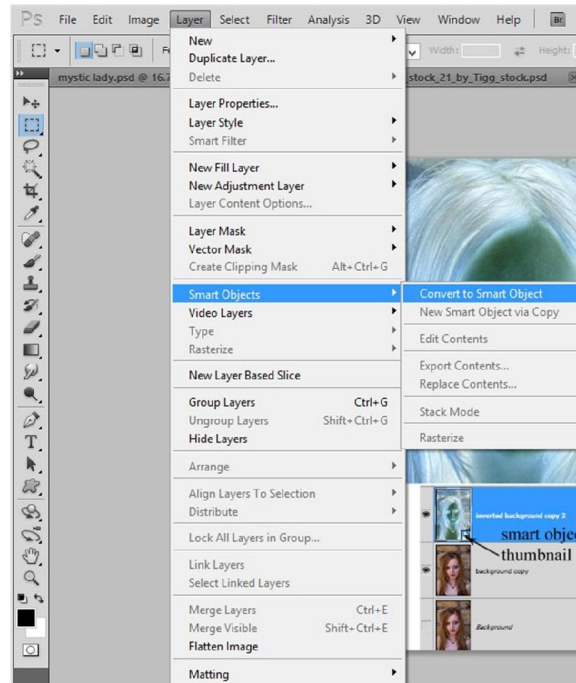 Ps File Edit Image Layer Select Filter Analysis 3D View Window Help Br
Width: Height:
mystic lady.psd @ 16.7
_stock_21_by_Tigg_stock.psd
New
Duplicate Layer...
Delete
Layer Properties...
Layer Style
Smart Filter
New Fill Layer
New Adjustment Layer
Layer Content Options...
Layer Mask
Vector Mask
Create Clipping Mask Alt+Ctrl+G
Smart Objects
Video Layers
Type
Rasterize
New Layer Based Slice
Group Layers Ctrl+G
Ungroup Layers Shift+Ctrl+G
Hide Layers
Arrange
Align Layers To Selection
Distribute
Lock All Layers in Group...
Link Layers
Select Linked Layers
Merge Layers Ctrl+E
Merge Visible Shift+Ctrl+E
Flatten Image
Matting
Convert to Smart Object
New Smart Object via Copy
Edit Contents
Export Contents...
Replace Contents...
Stack Mode
Rasterize
inverted background copy 2
smart objec
thumbnail
background copy
Background